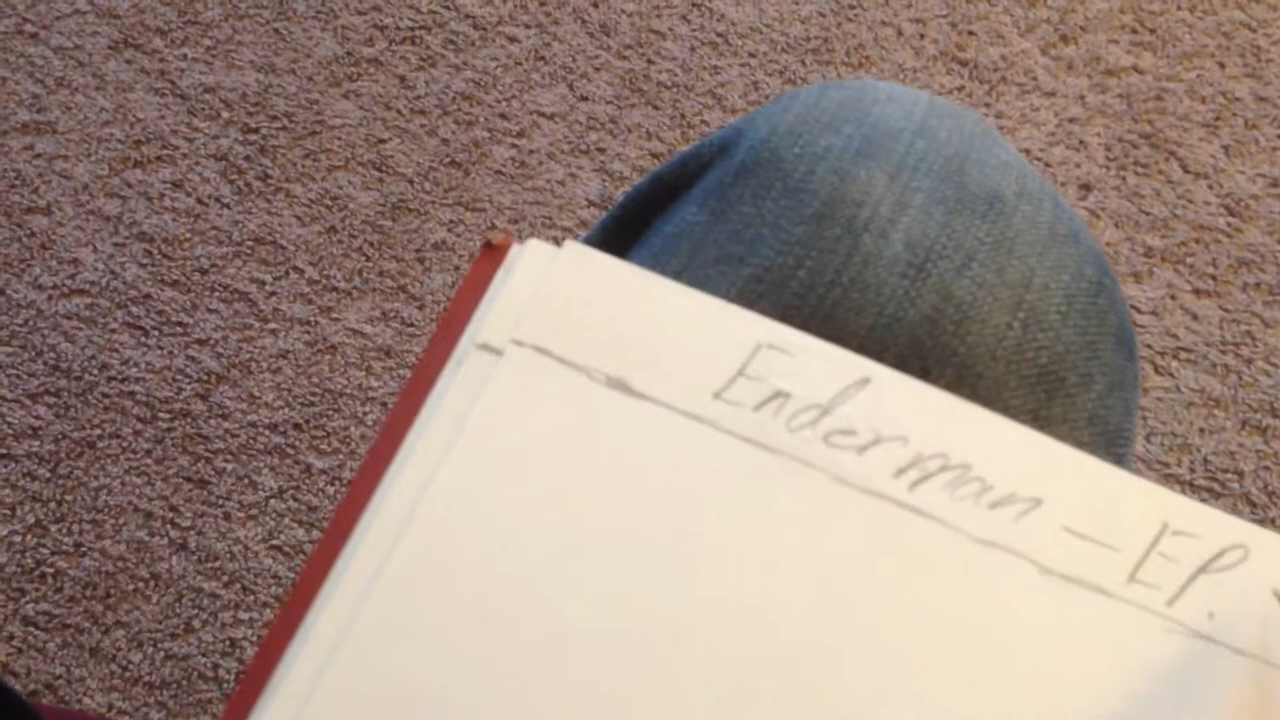 Enderman — EP.